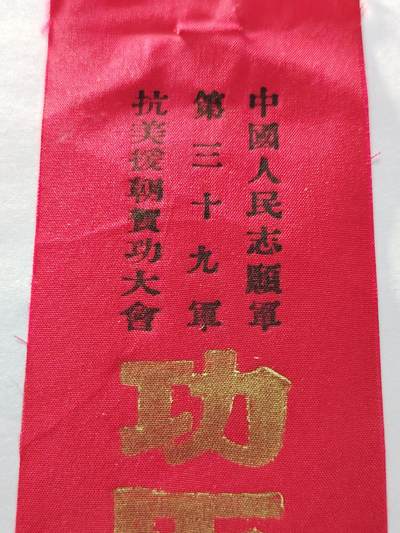 中國人民志願軍
第三十九軍
抗美援朝賀功大會
功